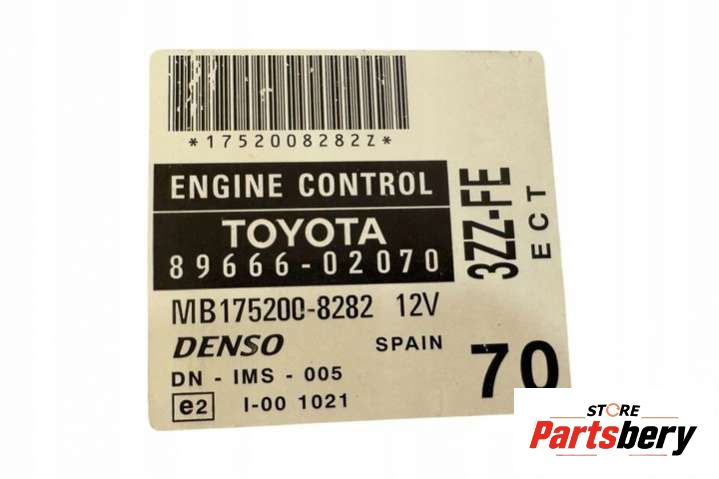 *1752008282Z*
ENGINE CONTROL
TOYOTA
89666-02070
3ZZ-FE
ECT
MB175200-8282 12V
DENSO SPAIN
DN - IMS - 005
e2 I-00 1021
70
STORE
Partsbery